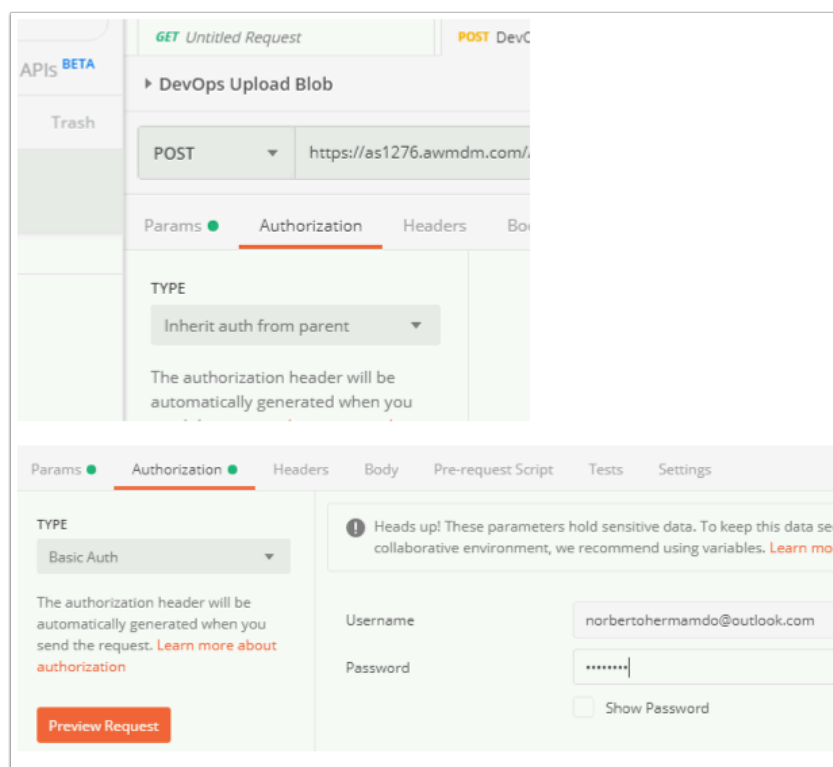 GET Untitled Request
POST DevO
APIs BETA
▸ DevOps Upload Blob
Trash
POST
https://as1276.awmdm.com/
Params
Authorization
Headers
Bo
TYPE
Inherit auth from parent
The authorization header will be
automatically generated when you
Params
Authorization
Headers
Body
Pre-request Script
Tests
Settings
TYPE
Basic Auth
The authorization header will be
automatically generated when you
send the request. Learn more about
authorization
Preview Request
Heads up! These parameters hold sensitive data. To keep this data se
collaborative environment, we recommend using variables. Learn mo
Username
norbertohermamdo@outlook.com
Password
••••••••
Show Password